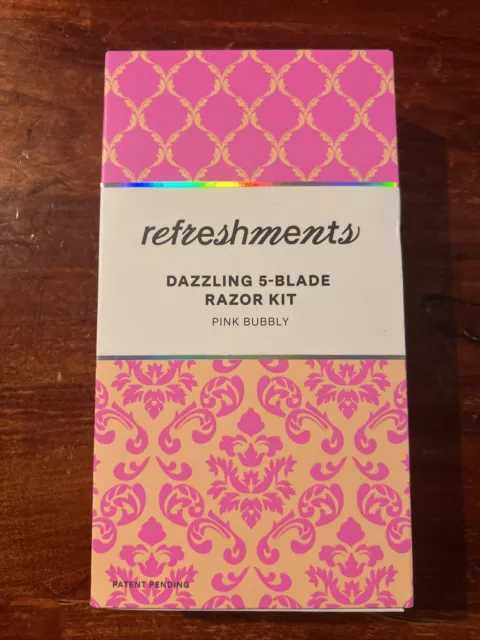 refreshments
DAZZLING 5-BLADE
RAZOR KIT
PINK BUBBLY
PATENT PENDING